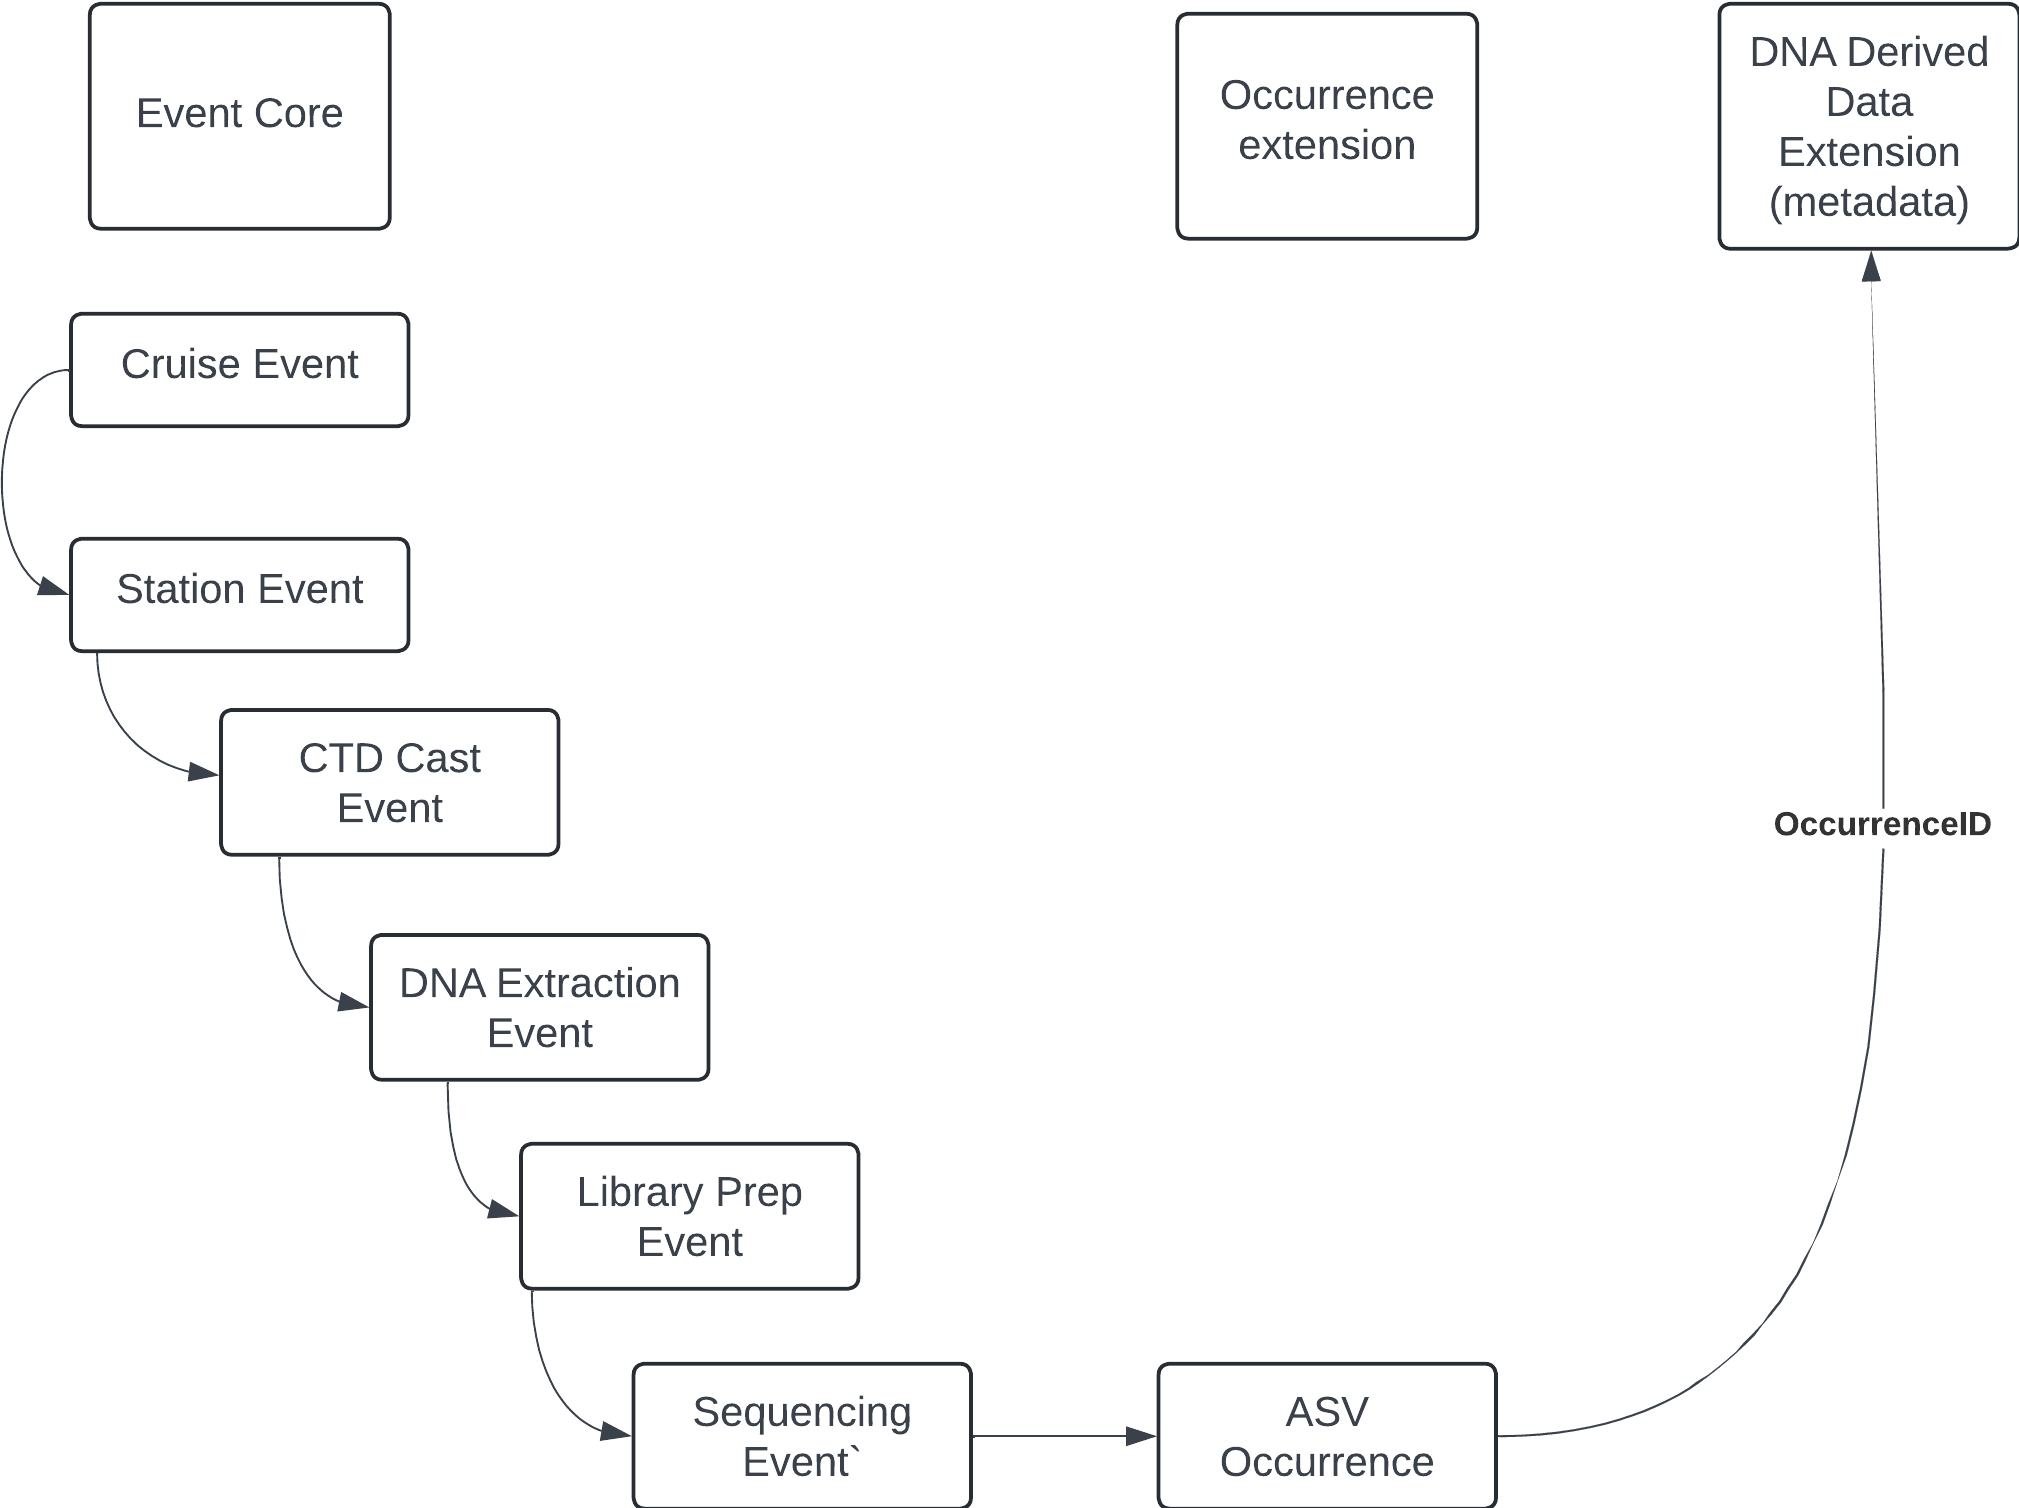 Event Core
Occurrence
extension
DNA Derived
Data
Extension
(metadata)
Cruise Event
Station Event
CTD Cast
Event
OccurrenceID
DNA Extraction
Event
Library Prep
Event
Sequencing
Event`
ASV
Occurrence